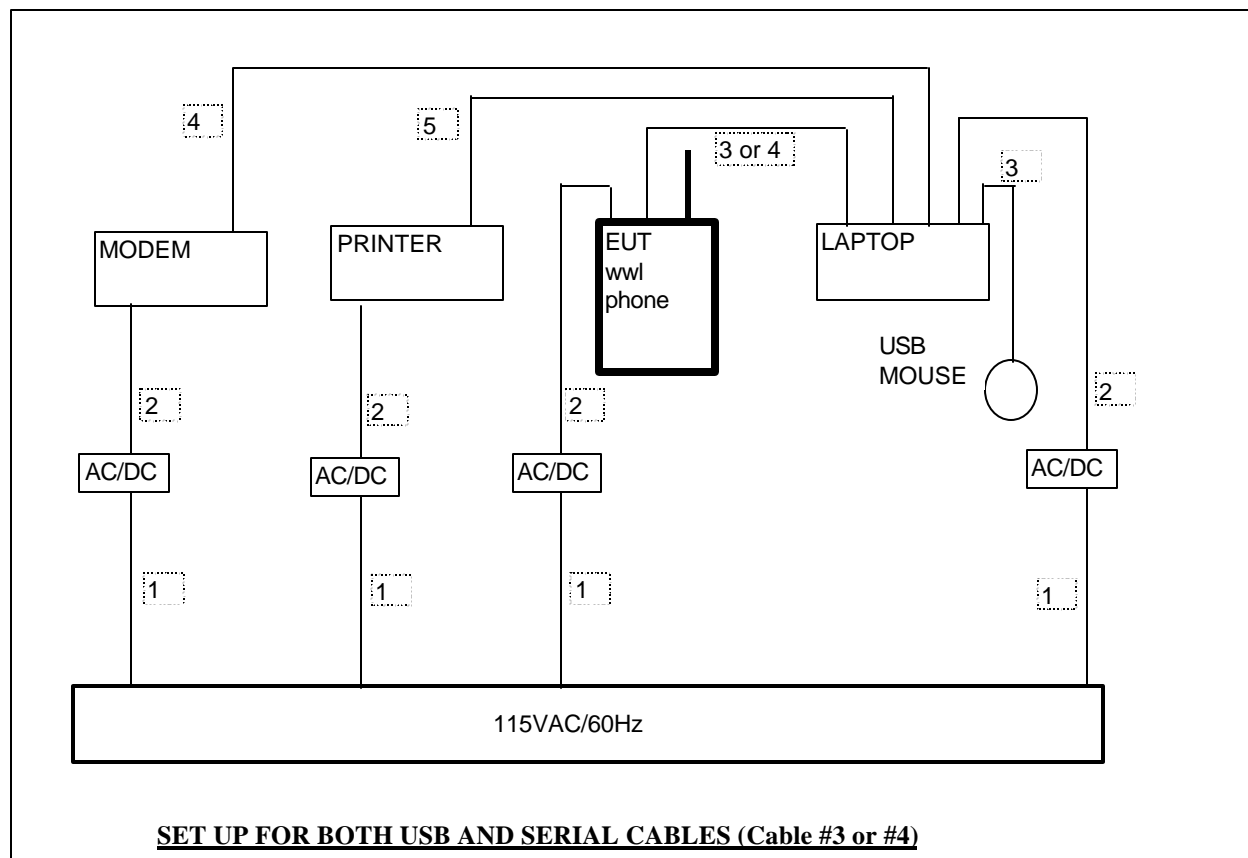 4
5
3 or 4
3
MODEM
PRINTER
EUT
wwl
phone
LAPTOP
USB
MOUSE
2
2
2
2
AC/DC
AC/DC
AC/DC
AC/DC
1
1
1
1
115VAC/60Hz
SET UP FOR BOTH USB AND SERIAL CABLES (Cable #3 or #4)